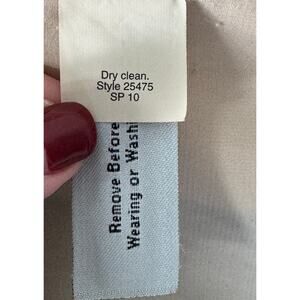 Dry clean.
Style 25475
SP 10
Remove Before
Wearing or Washi